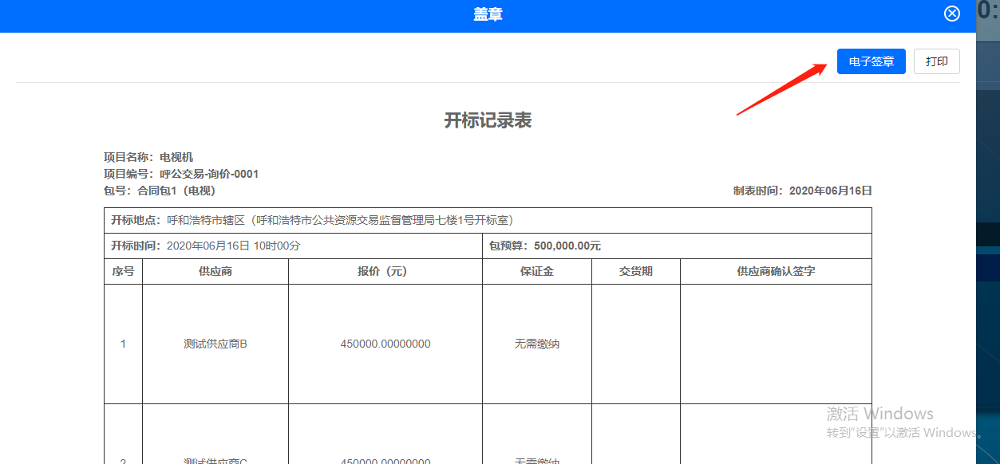 盖章
0:
电子签章 打印
开标记录表
项目名称：电视机
项目编号：呼公交易-询价-0001
包号：合同包1（电视） 制表时间：2020年06月16日
开标地点：呼和浩特市辖区（呼和浩特市公共资源交易监督管理局七楼1号开标室）
开标时间：2020年06月16日 10时00分 包预算：500,000.00元
序号 供应商 报价（元） 保证金 交货期 供应商确认签字
1 测试供应商B 450000.00000000 无需缴纳
2 测试供应商C 450000.00000000 无需缴纳
激活 Windows
转到“设置”以激活 Windows。